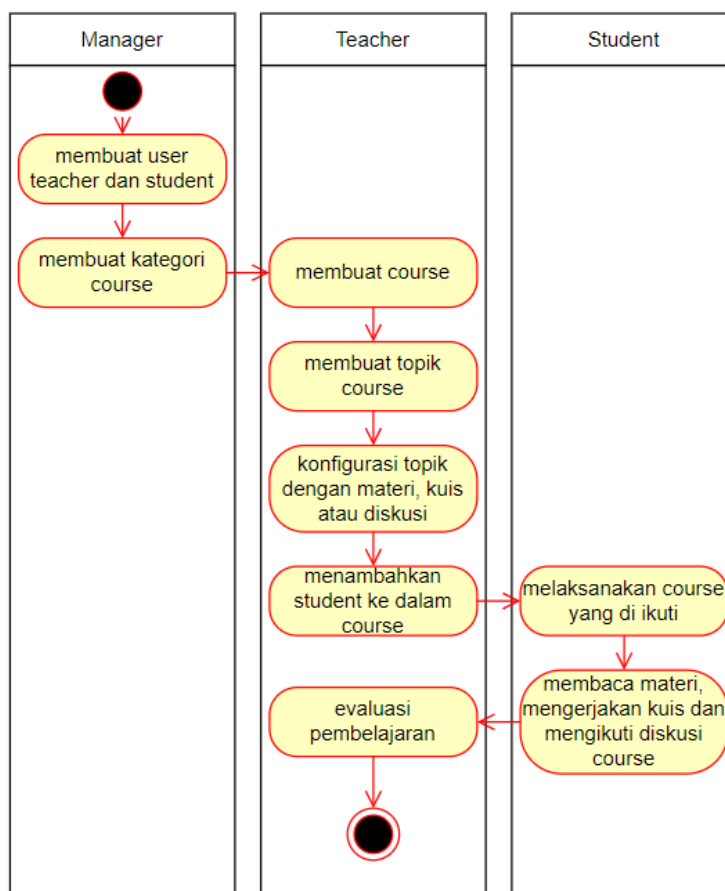 Manager
Teacher
Student
membuat user
teacher dan student
membuat kategori
course
membuat course
membuat topik
course
konfigurasi topik
dengan materi, kuis
atau diskusi
menambahkan
student ke dalam
course
melaksanakan course
yang di ikuti
membaca materi,
mengerjakan kuis dan
mengikuti diskusi
course
evaluasi
pembelajaran